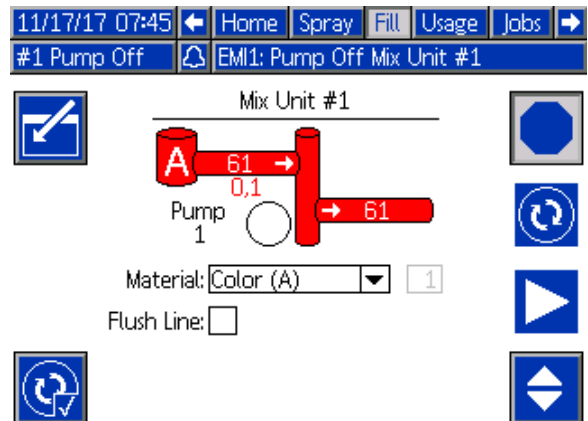 11/17/17 07:45 Home Spray Fill Usage Jobs
#1 Pump Off EMI1: Pump Off Mix Unit #1
Mix Unit #1
A 61
0,1
Pump
1
61
Material: Color (A) 1
Flush Line: